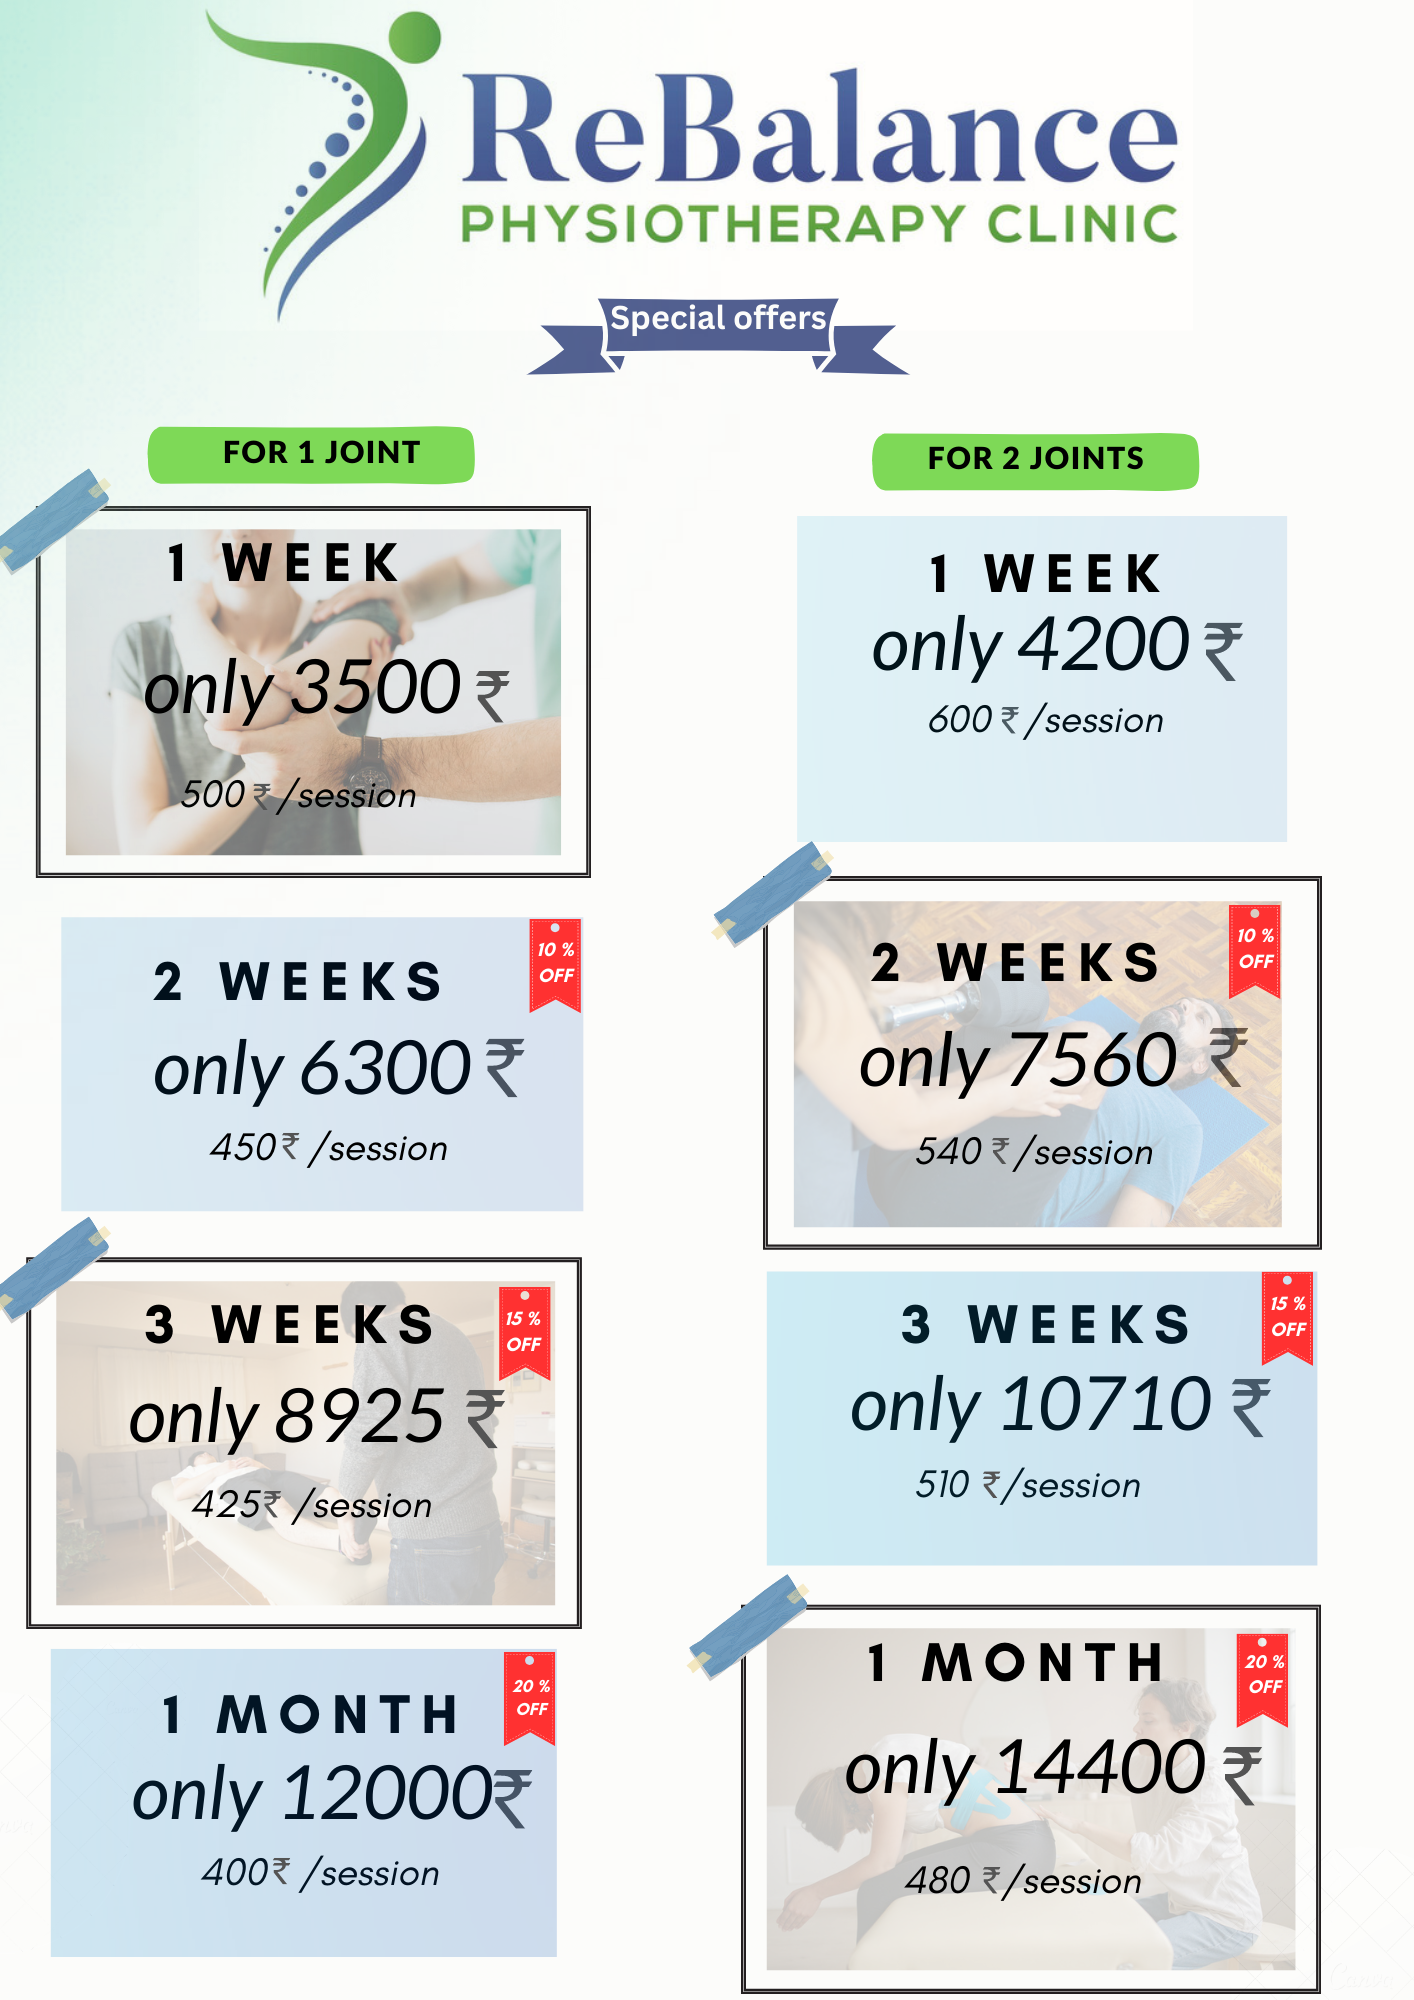 ReBalance
PHYSIOTHERAPY CLINIC
Special offers
FOR 1 JOINT
1 WEEK
only 3500 ₹
500 ₹ /session
2 WEEKS
10 %
OFF
only 6300 ₹
450 ₹ /session
3 WEEKS
15 %
OFF
only 8925 ₹
425₹ /session
1 MONTH
20 %
OFF
only 12000₹
400₹ /session
FOR 2 JOINTS
1 WEEK
only 4200 ₹
600 ₹ /session
2 WEEKS
10 %
OFF
only 7560 ₹
540 ₹ /session
3 WEEKS
15 %
OFF
only 10710 ₹
510 ₹/session
1 MONTH
20 %
OFF
only 14400 ₹
480 ₹/session